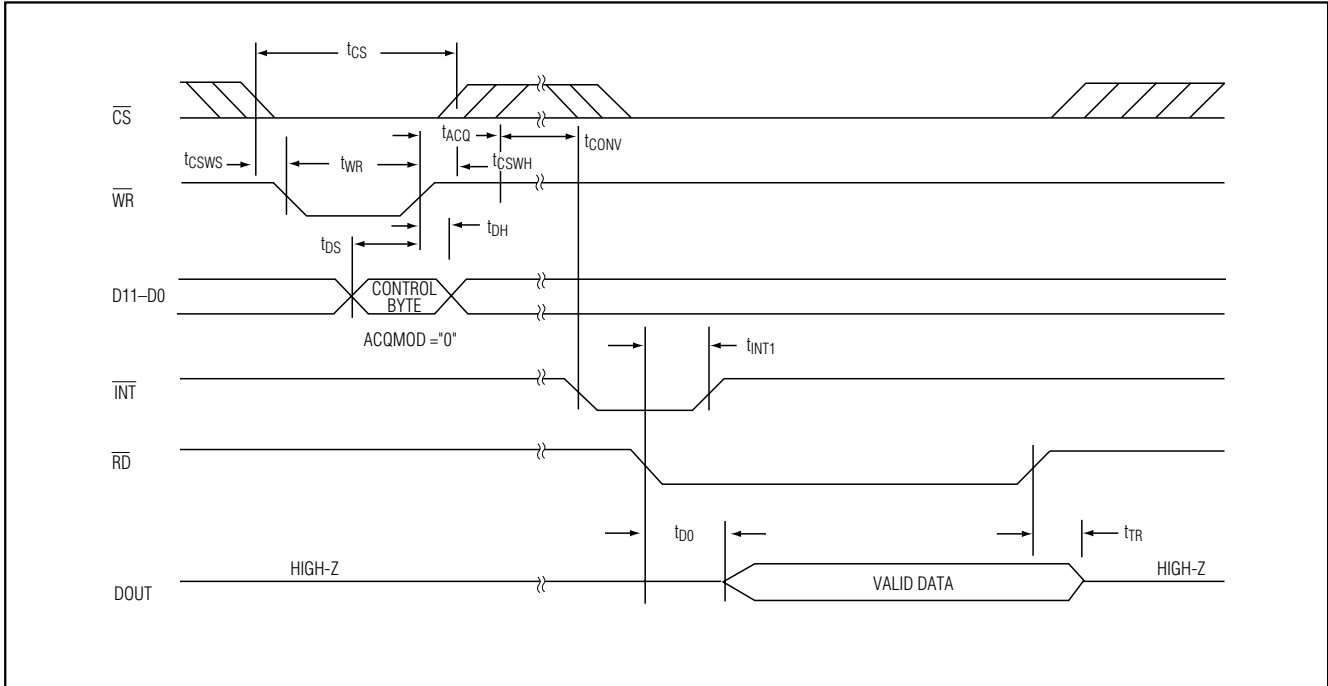 tCS
CS
tACQ
tCONV
tCSWS
tWR
tCSWH
WR
tDH
tDS
D11–D0
CONTROL
BYTE
ACQMOD ="0"
tINT1
INT
RD
tD0
tTR
HIGH-Z
HIGH-Z
DOUT
VALID DATA